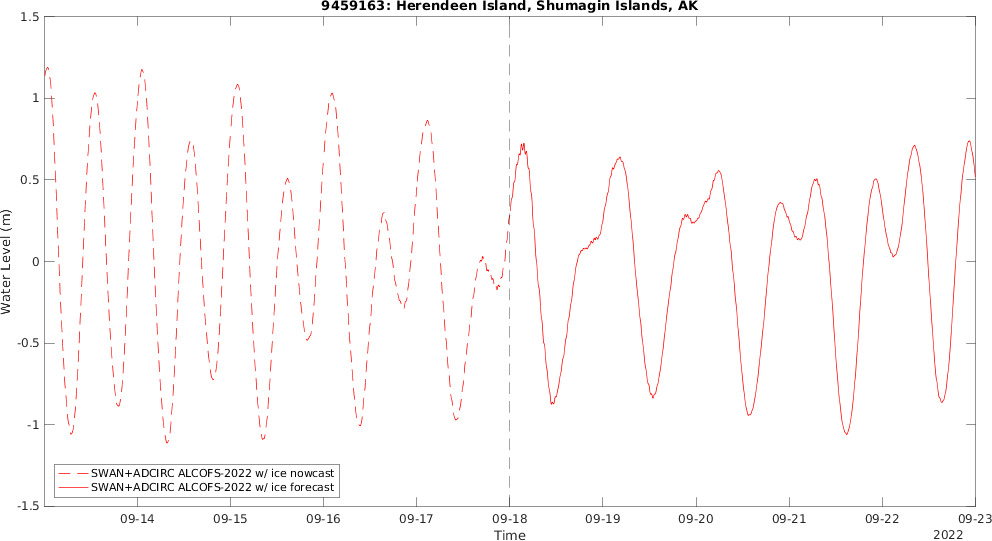 9459163: Herendeen Island, Shumagin Islands, AK
1.5
1
0.5
0
-0.5
-1
-1.5
Water Level (m)
SWAN+ADCIRC ALCOFS-2022 w/ ice nowcast
SWAN+ADCIRC ALCOFS-2022 w/ ice forecast
09-14 09-15 09-16 09-17 09-18 09-19 09-20 09-21 09-22 09-23
Time
2022